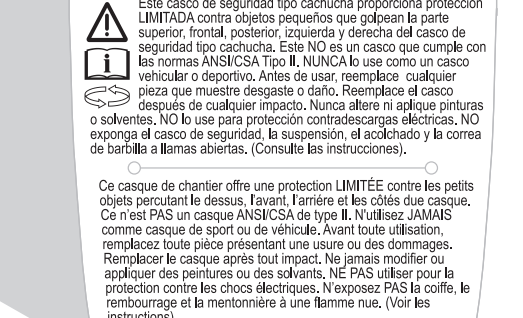 Este casco de seguridad tipo cachucha proporciona protección
LIMITADA contra objetos pequeños que golpean la parte
superior, frontal, posterior, izquierda y derecha del casco de
seguridad tipo cachucha. Este NO es un casco que cumple con
las normas ANSI/CSA Tipo II. NUNCA lo use como un casco
vehicular o deportivo. Antes de usar, reemplace cualquier
pieza que muestre desgaste o daño. Reemplace el casco
después de cualquier impacto. Nunca altere ni aplique pinturas
o solventes. NO lo use para protección contradescargas eléctricas. NO
exponga el casco de seguridad, la suspensión, el acolchado y la correa
de barbilla a llamas abiertas. (Consulte las instrucciones).
Ce casque de chantier offre une protection LIMITÉE contre les petits
objets percutant le dessus, l'avant, l'arriére et les côtés due casque.
Ce n'est PAS un casque ANSI/CSA de type II. N'utilisez JAMAIS
comme casque de sport ou de véhicule. Avant toute utilisation,
remplacez toute pièce présentant une usure ou des dommages.
Remplacer le casque après tout impact. Ne jamais modifier ou
appliquer des peintures ou des solvants. NE PAS utiliser pour la
protection contre les chocs électriques. N'exposez PAS la coiffe, le
rembourrage et la mentonnière à une flamme nue. (Voir les
instructions)